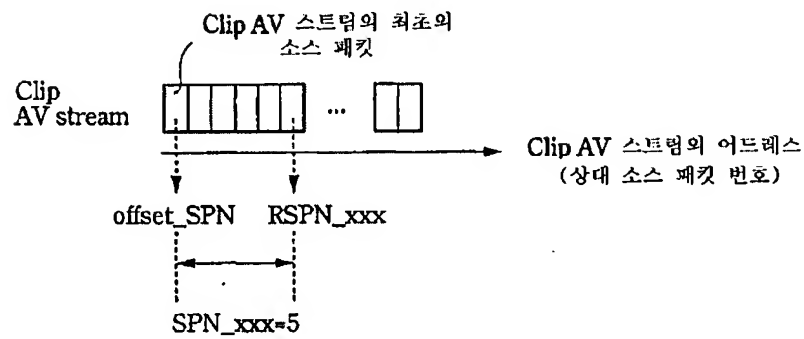 Clip AV 스트림의 최초의
소스 패킷
Clip
AV stream
...
Clip AV 스트림의 어드레스
(상대 소스 패킷 번호)
offset_SPN
RSPN_xxx
SPN_xxx=5